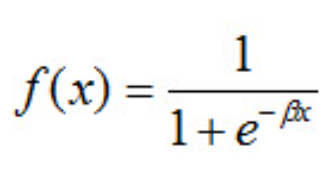 f(x) = 1 / (1 + e^{-βx})